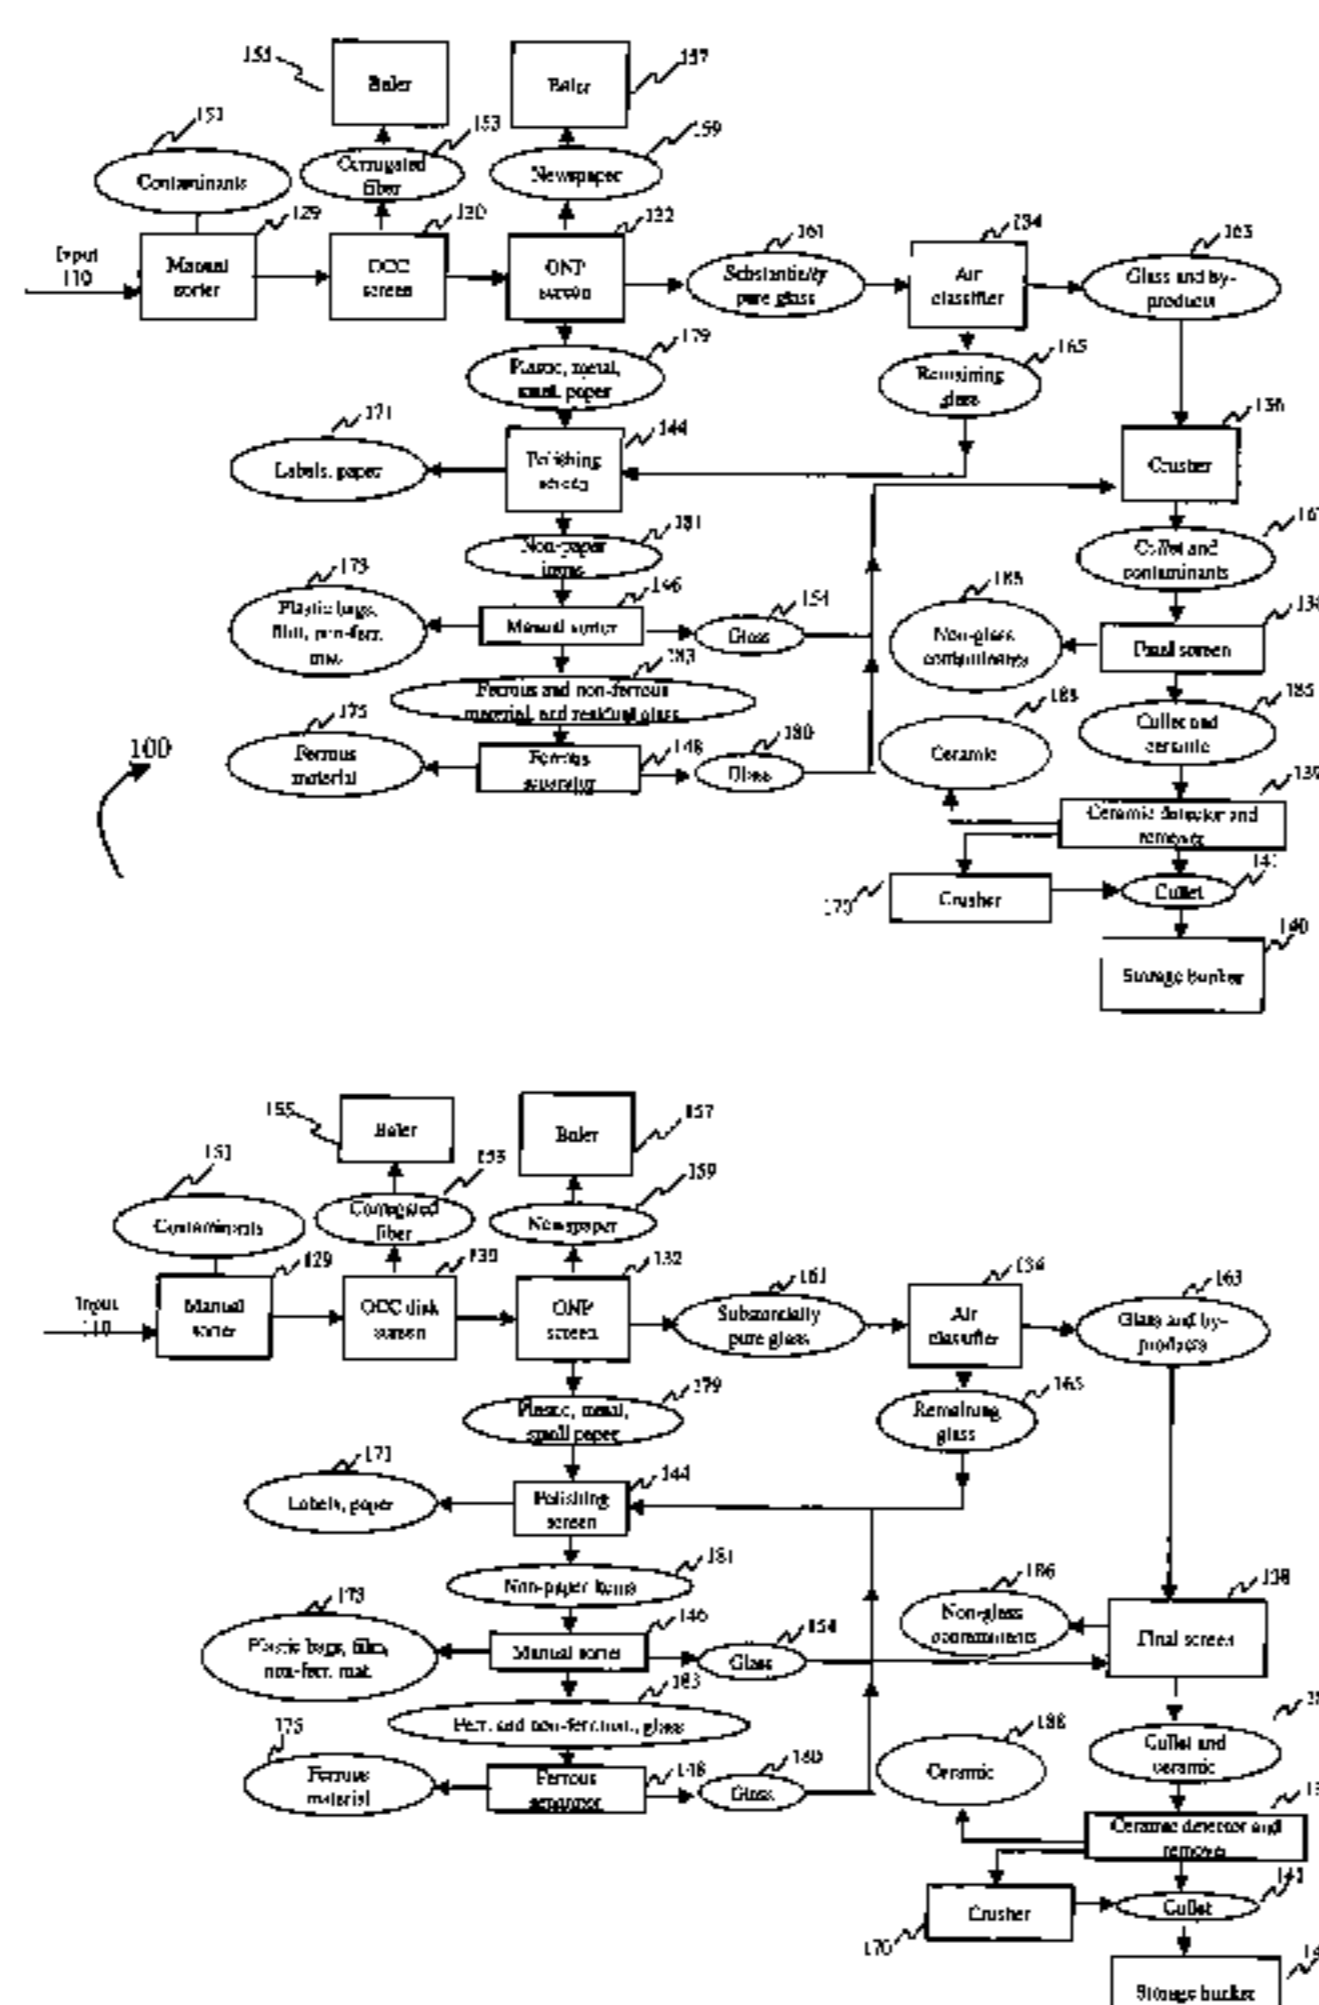 155
Baler
Baler
157
151
153
159
Contaminants
Corrugated
fiber
Newspaper
129
130
132
161
134
163
Input
110
Manual
sorter
OCC
screen
ONP
screen
Substantially
pure glass
Air
classifier
Glass and by-
products
179
165
Plastic, metal,
small, paper
Remaining
glass
171
144
136
Labels, paper
Polishing
screen
Crusher
181
Non-paper
items
Cullet and
contaminants
173
146
154
186
Plastic bags,
film, non-ferr.
mat.
Manual sorter
Glass
Non-glass
contaminants
Final screen
183
185
Ferrous and non-ferrous
material, and residual glass
175
148
180
188
Cullet and
ceramic
100
Ferrous
material
Ferrous
separator
Glass
Ceramic
139
Ceramic detector and
remover
170
Crusher
Cullet
140
Storage bunker
155
Baler
Baler
157
151
153
159
Contaminants
Corrugated
fiber
Newspaper
129
130
132
161
134
163
Input
110
Manual
sorter
OCC disk
screen
ONP
screen
Substancially
pure glass
Air
classifier
Glass and by-
products
179
165
Plastic, metal,
small paper
Remaining
glass
171
144
Labels, paper
Polishing
screen
181
Non-paper items
186
138
173
146
154
Non-glass
contaminants
Final screen
Plastic bags, film,
non-ferr. mat.
Manual sorter
Glass
183
Ferr. and non-ferr. mat., glass
175
148
180
188
Cullet and
ceramic
Ferrous
material
Ferrous
separator
Glass
Ceramic
Ceramic detector and
remover
Crusher
170
Cullet
Storage bunker